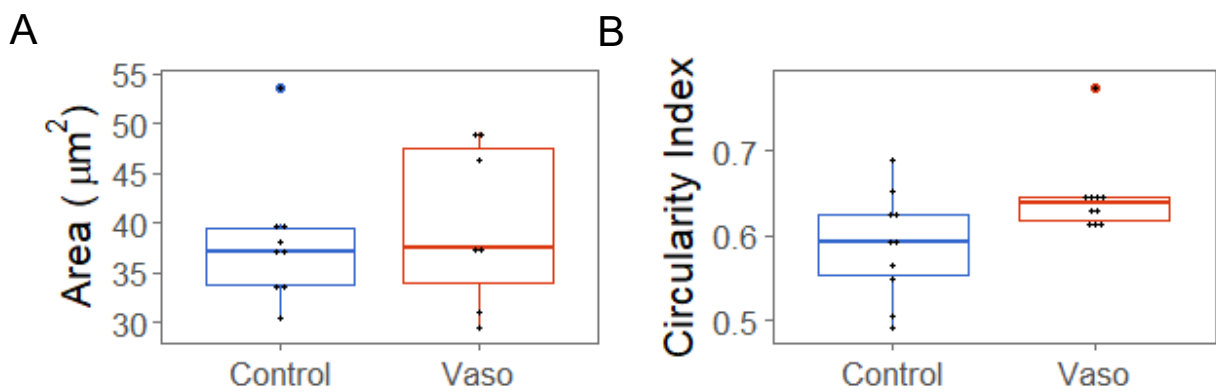 A
Area ( μm²)
55
50
45
40
35
30
Control
Vaso
B
Circularity Index
0.7
0.6
0.5
Control
Vaso